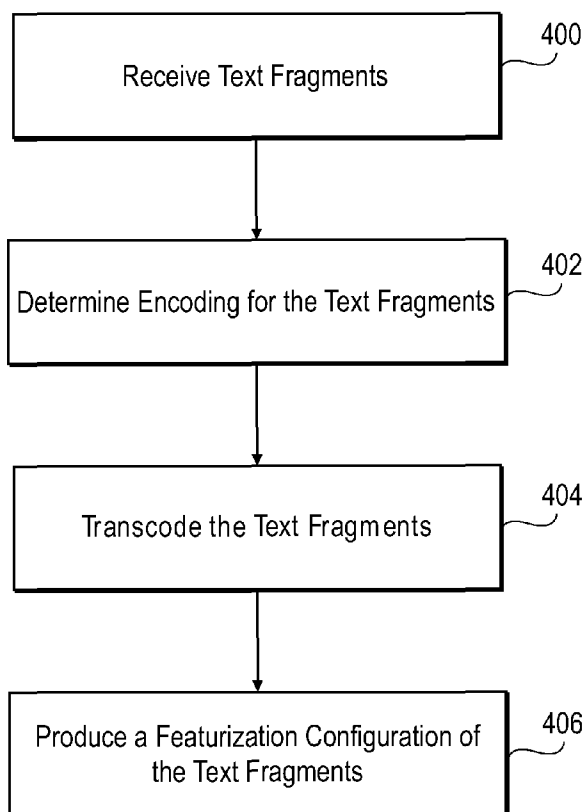 400
Receive Text Fragments
402
Determine Encoding for the Text Fragments
404
Transcode the Text Fragments
406
Produce a Featurization Configuration of
the Text Fragments